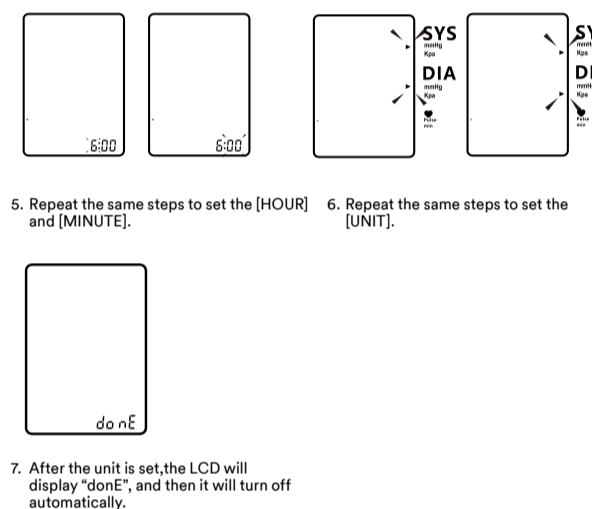 6:00
6:00
SYS
mmHg
Kpa
DIA
mmHg
Kpa
Pulse
min
SY
mmH
Kpa
DI
mmH
Kpa
Pulse
min
5. Repeat the same steps to set the [HOUR]
and [MINUTE].
6. Repeat the same steps to set the
[UNIT].
donE
7. After the unit is set,the LCD will
display “donE”, and then it will turn off
automatically.